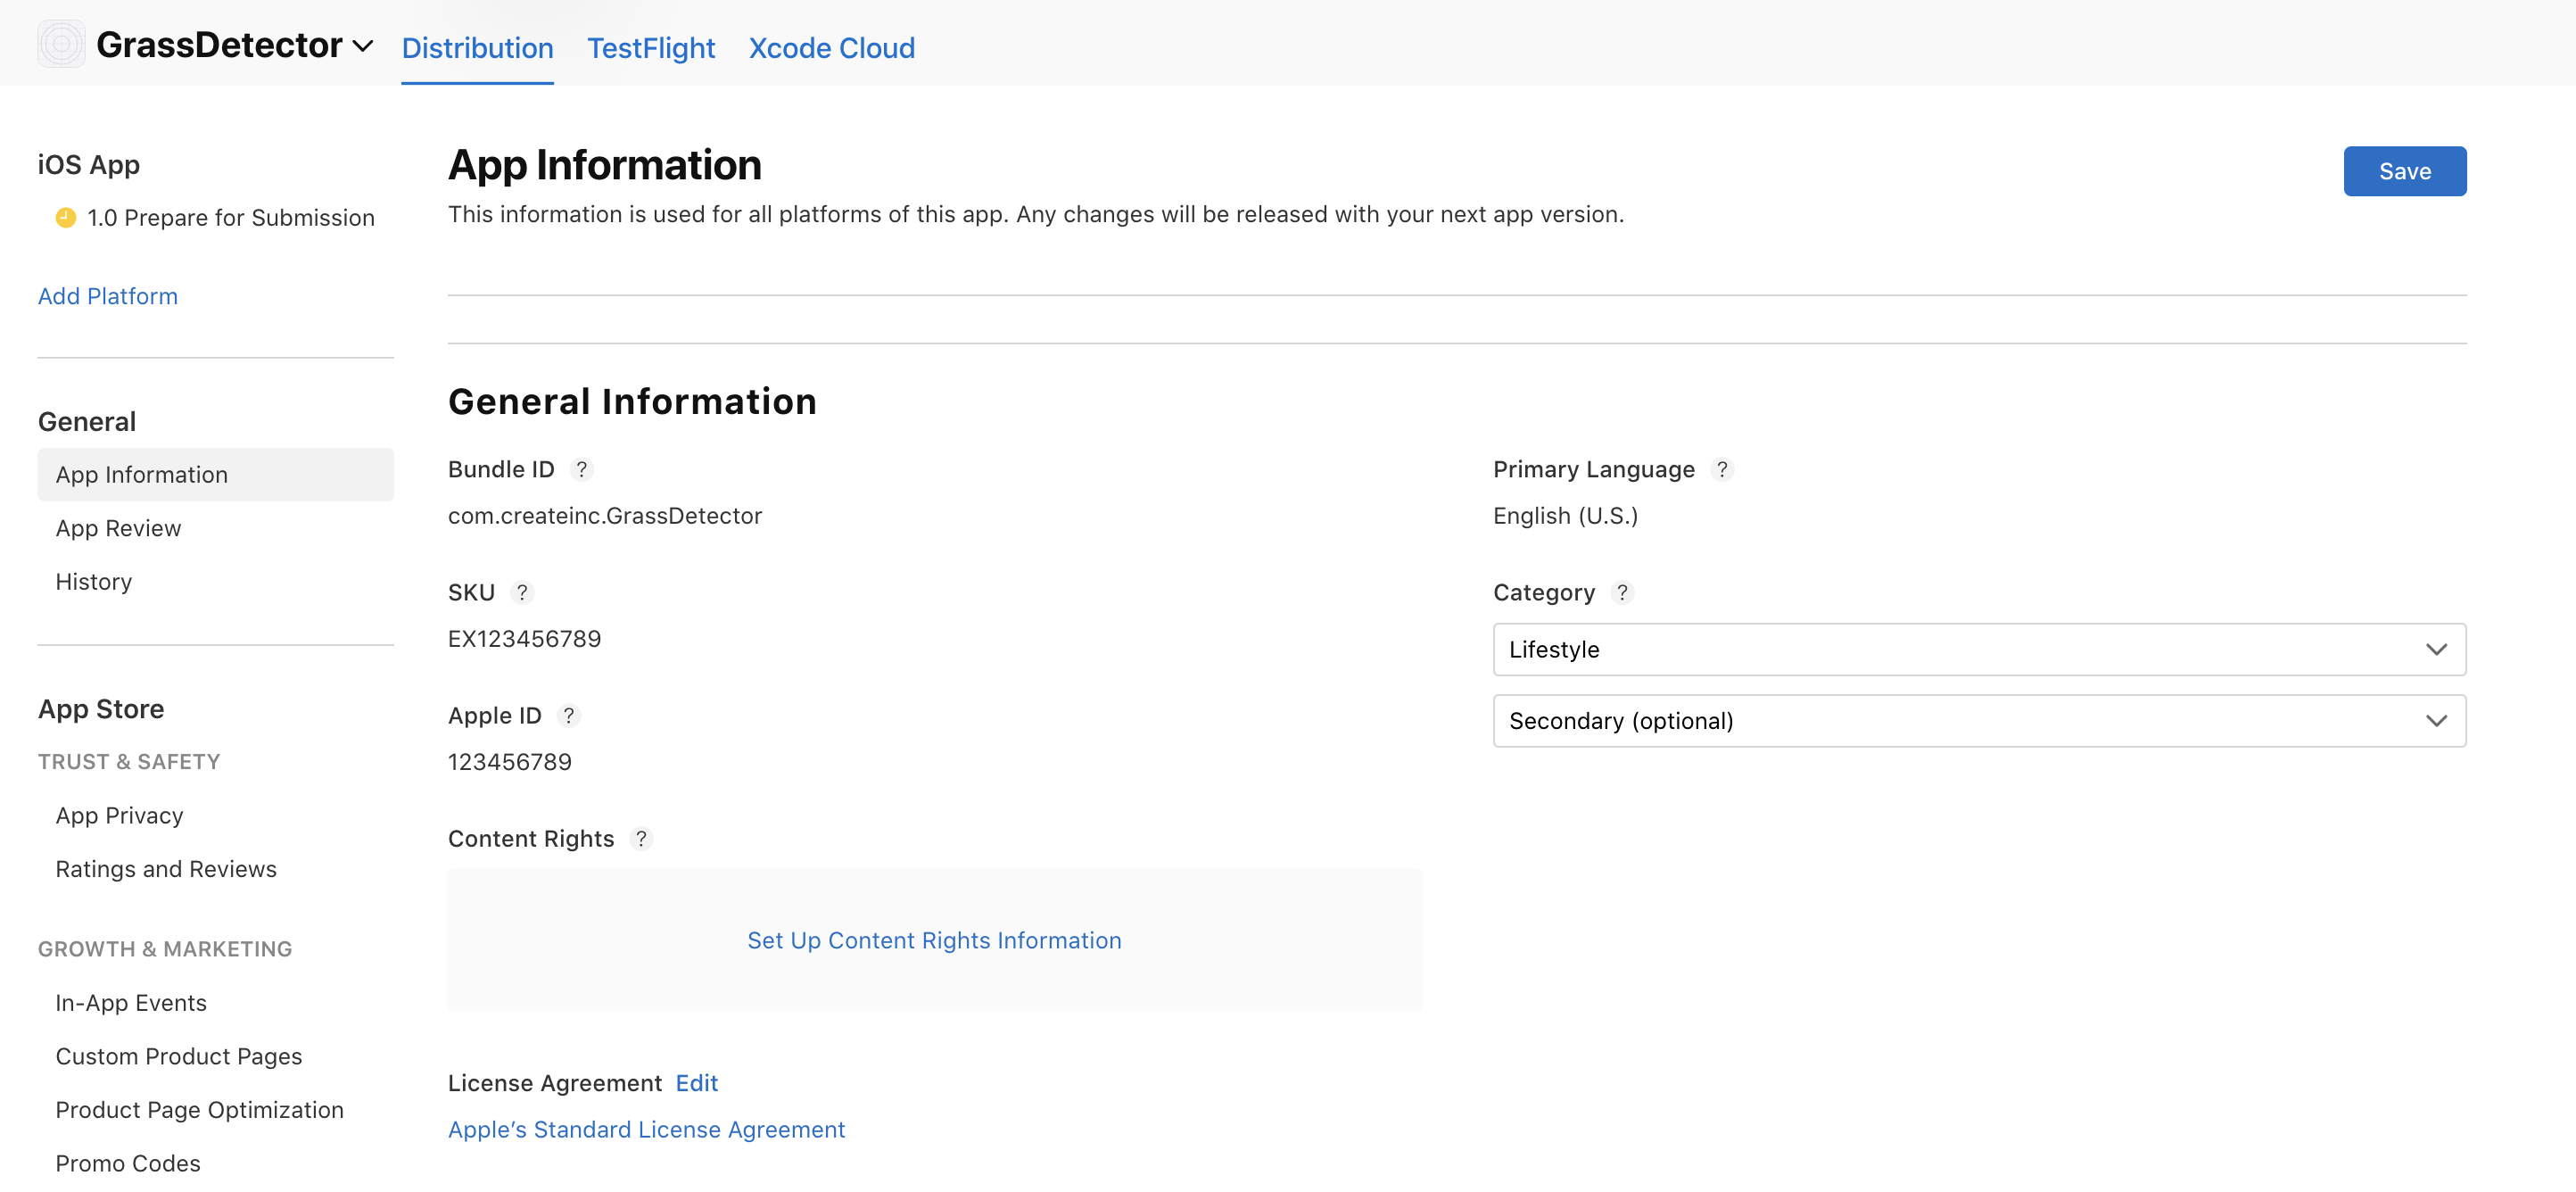 GrassDetector
Distribution TestFlight Xcode Cloud
iOS App
1.0 Prepare for Submission
Add Platform
General
App Information
App Review
History
App Store
TRUST & SAFETY
App Privacy
Ratings and Reviews
GROWTH & MARKETING
In-App Events
Custom Product Pages
Product Page Optimization
Promo Codes
App Information
Save
This information is used for all platforms of this app. Any changes will be released with your next app version.
General Information
Bundle ID ?
com.createinc.GrassDetector
SKU ?
EX123456789
Apple ID ?
123456789
Content Rights ?
Set Up Content Rights Information
License Agreement Edit
Apple’s Standard License Agreement
Primary Language ?
English (U.S.)
Category ?
Lifestyle
Secondary (optional)